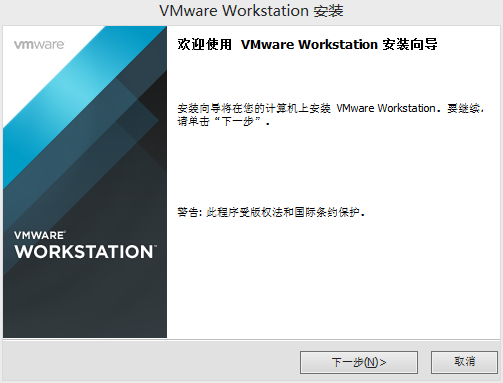 VMware Workstation 安装
vmware
欢迎使用 VMware Workstation 安装向导
安装向导将在您的计算机上安装 VMware Workstation。要继续，
请单击“下一步”。
警告: 此程序受版权法和国际条约保护。
VMWARE®
WORKSTATION™
下一步(N)>
取消